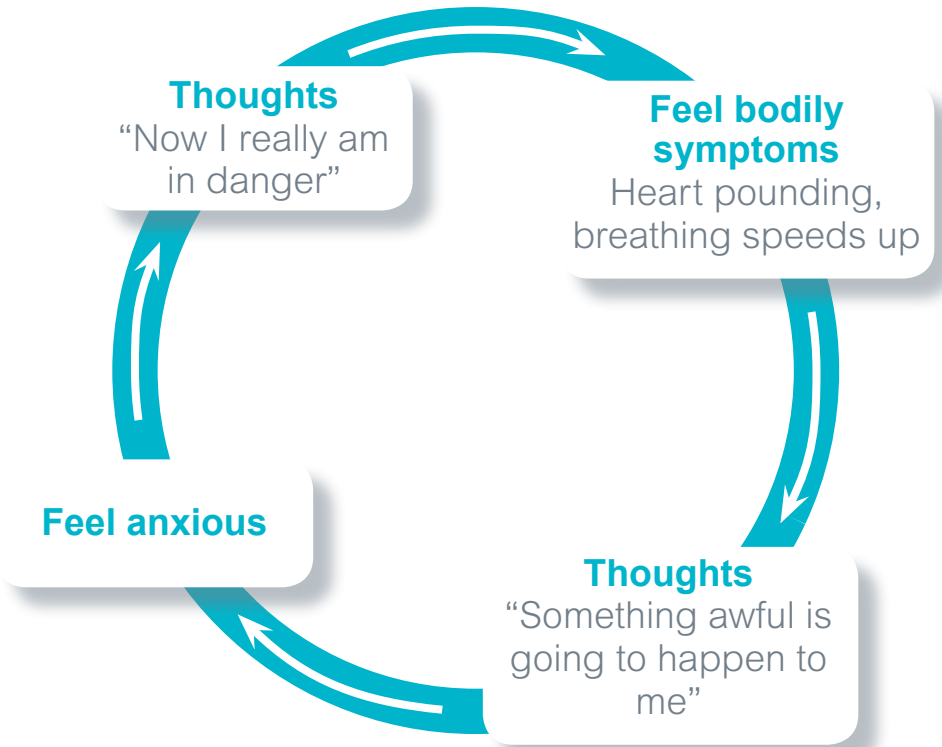 Thoughts
“Now I really am
in danger”
Feel bodily
symptoms
Heart pounding,
breathing speeds up
Thoughts
“Something awful is
going to happen to
me”
Feel anxious